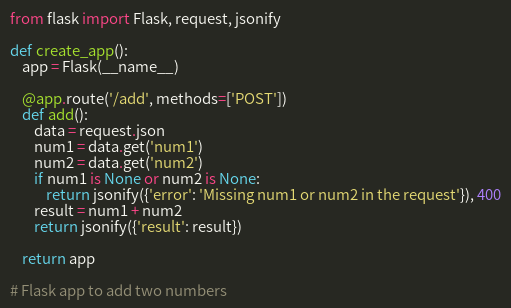 from flask import Flask, request, jsonify
def create_app():
    app = Flask(__name__)
    @app.route('/add', methods=['POST'])
    def add():
        data = request.json
        num1 = data.get('num1')
        num2 = data.get('num2')
        if num1 is None or num2 is None:
            return jsonify({'error': 'Missing num1 or num2 in the request'}), 400
        result = num1 + num2
        return jsonify({'result': result})
    return app
# Flask app to add two numbers